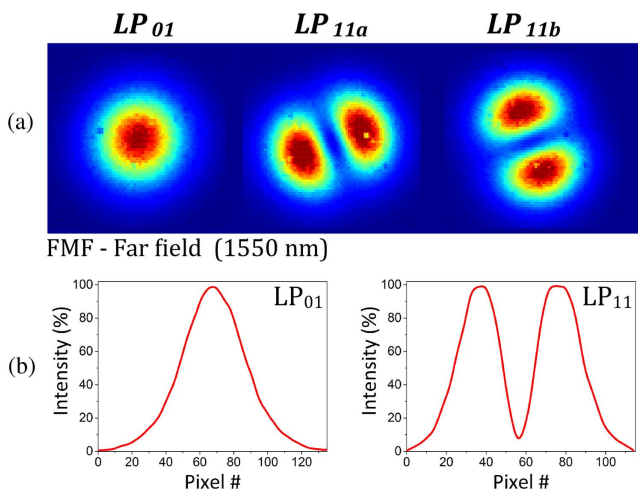 LP01 LP11a LP11b
(a)
FMF - Far field (1550 nm)
(b)
100
80
60
40
20
0
Intensity (%)
LP01
0 20 40 60 80 100 120
Pixel #
100
80
60
40
20
0
Intensity (%)
LP11
0 20 40 60 80 100
Pixel #